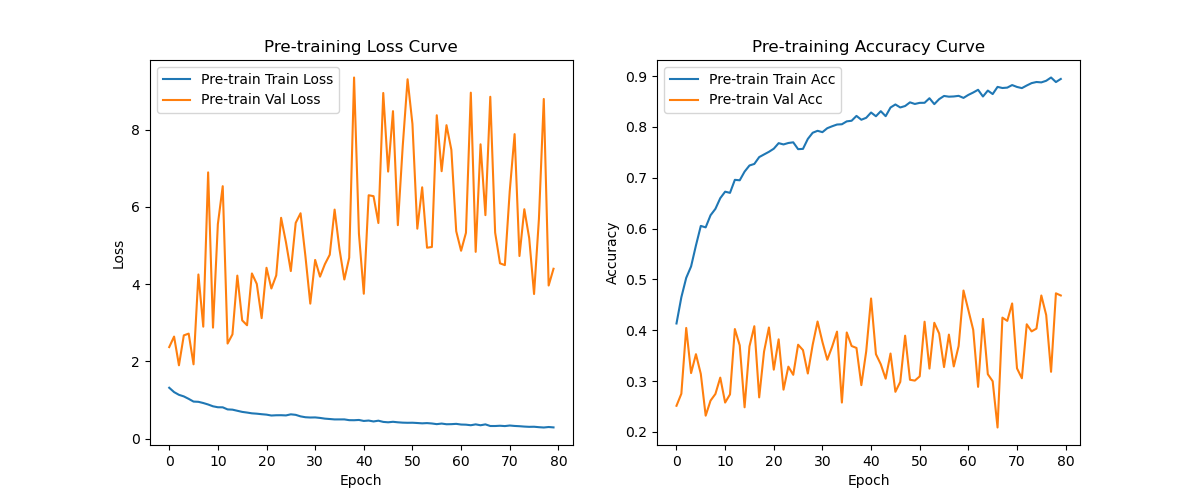 Pre-training Loss Curve
Pre-train Train Loss
Pre-train Val Loss
8
6
4
2
0
Loss
0 10 20 30 40 50 60 70 80
Epoch
Pre-training Accuracy Curve
Pre-train Train Acc
Pre-train Val Acc
0.9
0.8
0.7
0.6
0.5
0.4
0.3
0.2
Accuracy
0 10 20 30 40 50 60 70 80
Epoch